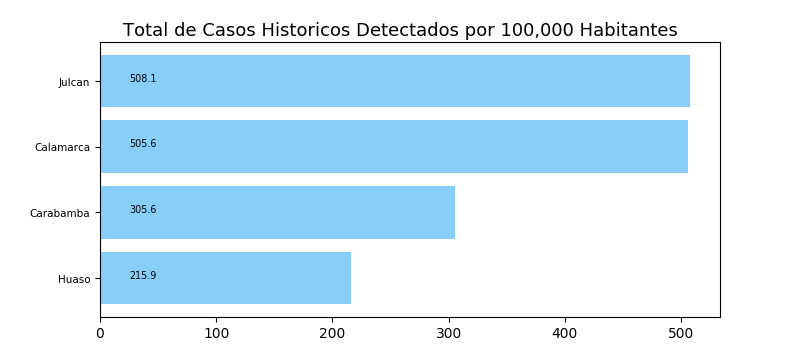 Total de Casos Historicos Detectados por 100,000 Habitantes
Julcan 508.1
Calamarca 505.6
Carabamba 305.6
Huaso 215.9
0 100 200 300 400 500